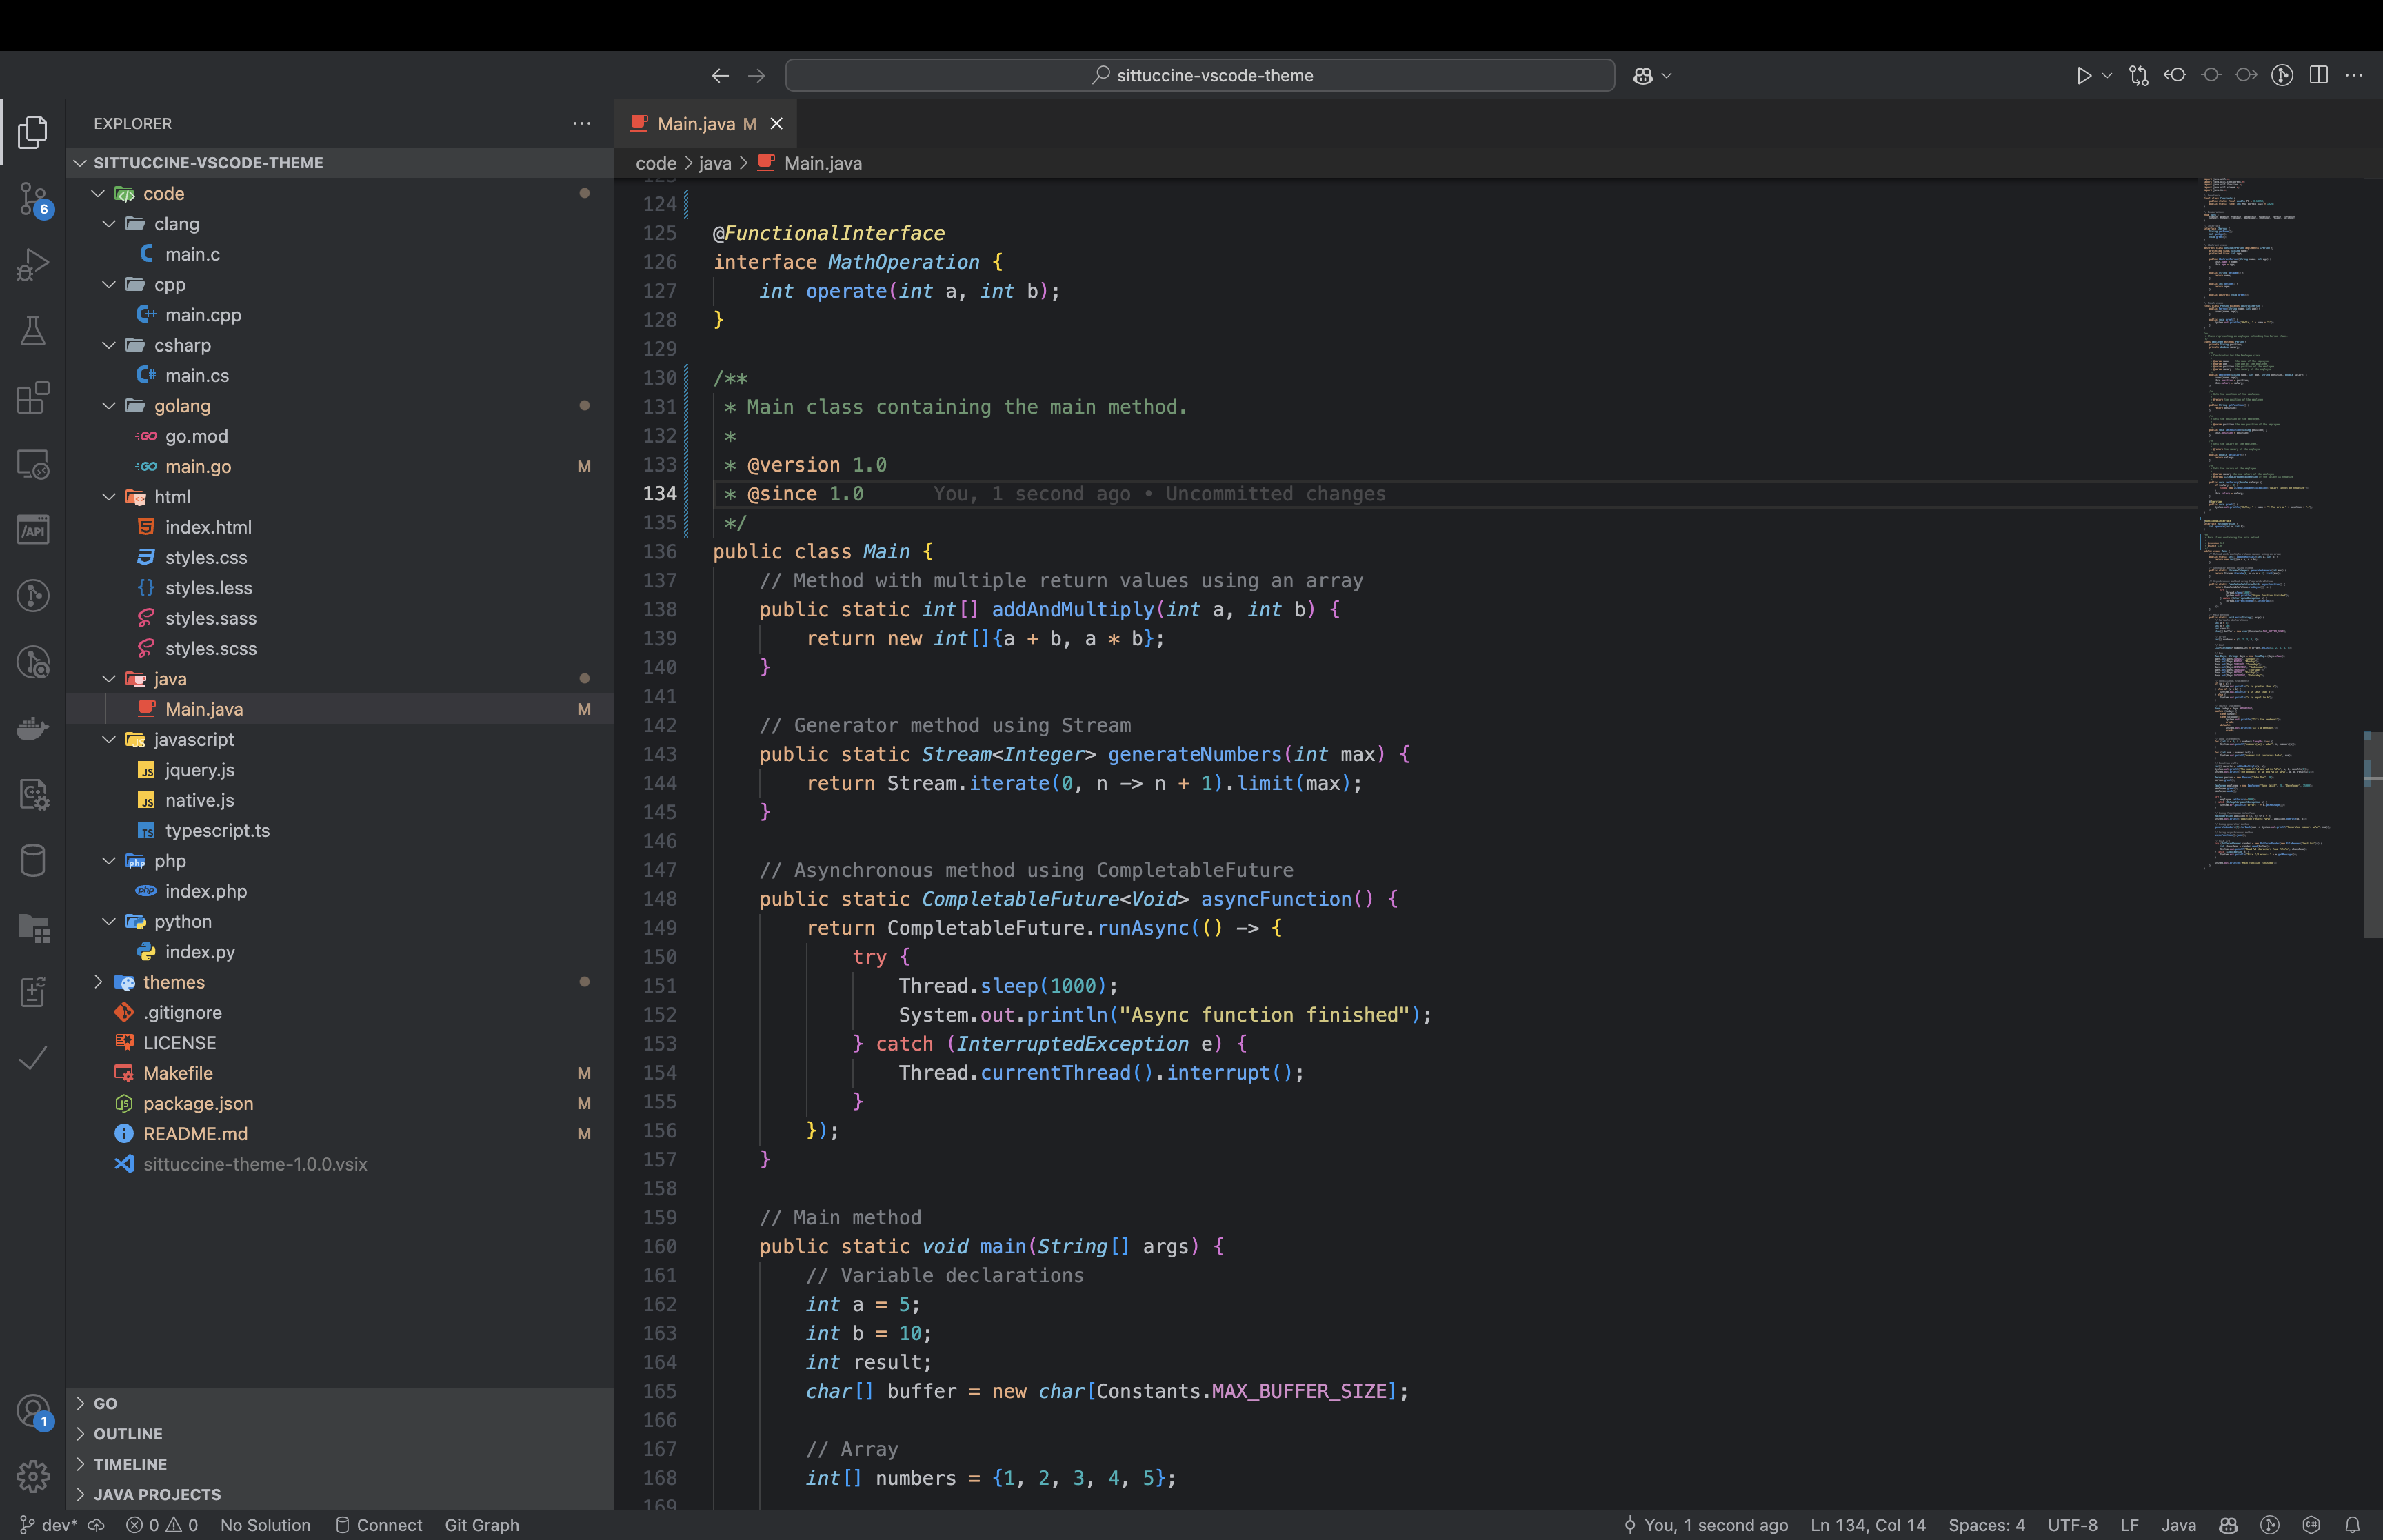 sittuccine-vscode-theme
EXPLORER
SITTUCCINE-VSCODE-THEME
code
clang
main.c
cpp
main.cpp
csharp
main.cs
golang
go.mod
main.go M
html
index.html
styles.css
styles.less
styles.sass
styles.scss
java
Main.java M
javascript
jquery.js
native.js
typescript.ts
php
index.php
python
index.py
themes
.gitignore
LICENSE
Makefile M
package.json M
README.md M
sittuccine-theme-1.0.0.vsix
GO
OUTLINE
TIMELINE
JAVA PROJECTS
6
/API
1
Main.java M
code > java > Main.java
124
125 @FunctionalInterface
126 interface MathOperation {
127     int operate(int a, int b);
128 }
129
130 /**
131  * Main class containing the main method.
132  *
133  * @version 1.0
134  * @since 1.0      You, 1 second ago • Uncommitted changes
135  */
136 public class Main {
137     // Method with multiple return values using an array
138     public static int[] addAndMultiply(int a, int b) {
139         return new int[]{a + b, a * b};
140     }
141
142     // Generator method using Stream
143     public static Stream<Integer> generateNumbers(int max) {
144         return Stream.iterate(0, n -> n + 1).limit(max);
145     }
146
147     // Asynchronous method using CompletableFuture
148     public static CompletableFuture<Void> asyncFunction() {
149         return CompletableFuture.runAsync(() -> {
150             try {
151                 Thread.sleep(1000);
152                 System.out.println("Async function finished");
153             } catch (InterruptedException e) {
154                 Thread.currentThread().interrupt();
155             }
156         });
157     }
158
159     // Main method
160     public static void main(String[] args) {
161         // Variable declarations
162         int a = 5;
163         int b = 10;
164         int result;
165         char[] buffer = new char[Constants.MAX_BUFFER_SIZE];
166
167         // Array
168         int[] numbers = {1, 2, 3, 4, 5};
169
dev* 0 0 No Solution Connect Git Graph You, 1 second ago Ln 134, Col 14 Spaces: 4 UTF-8 LF Java